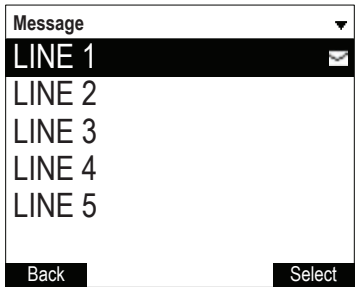 Message
LINE 1
LINE 2
LINE 3
LINE 4
LINE 5
Back Select